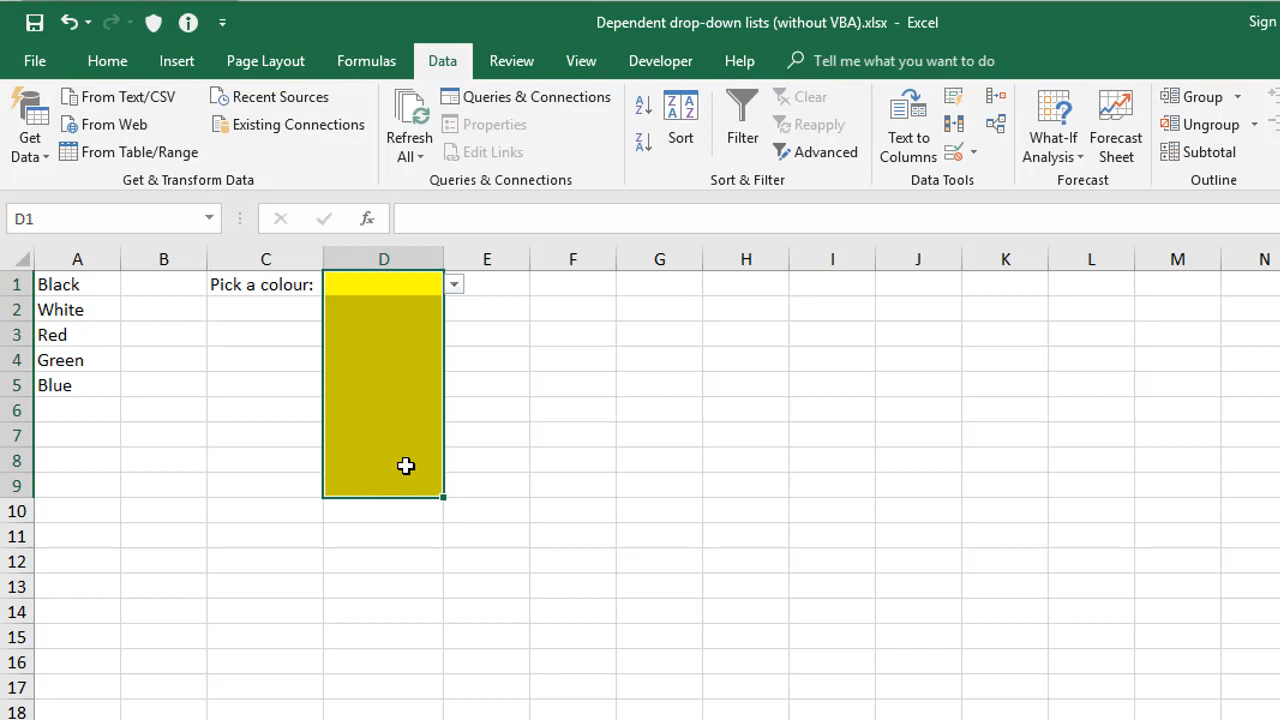 Dependent drop-down lists (without VBA).xlsx - Excel
Sign
File Home Insert Page Layout Formulas Data Review View Developer Help Tell me what you want to do
Get Data
From Text/CSV
From Web
From Table/Range
Recent Sources
Existing Connections
Get & Transform Data
Refresh All
Queries & Connections
Properties
Edit Links
Queries & Connections
A Z
Z A
Z A A Z
Sort
Filter
Clear
Reapply
Advanced
Sort & Filter
Text to Columns
Data Tools
What-If Analysis
Forecast Sheet
Forecast
Group
Ungroup
Subtotal
Outline
D1 fx
A B C D E F G H I J K L M N
1 Black Pick a colour:
2 White
3 Red
4 Green
5 Blue
6
7
8
9
10
11
12
13
14
15
16
17
18